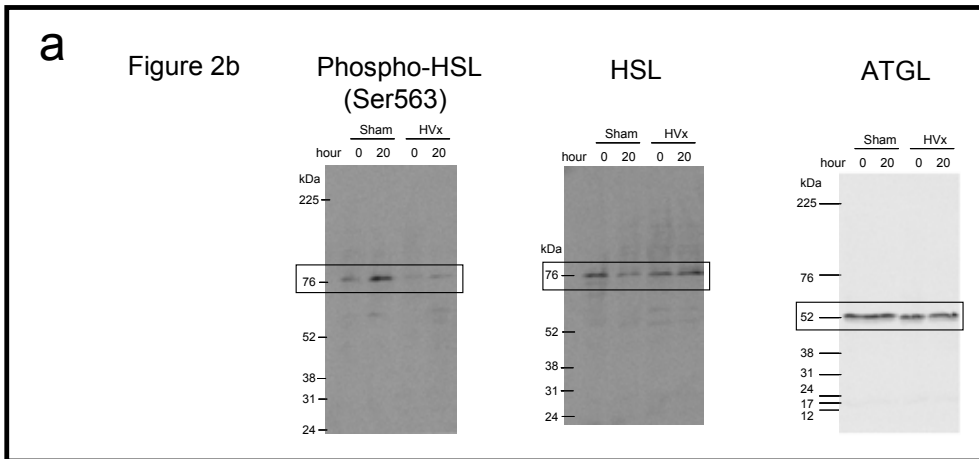 a
Figure 2b
Phospho-HSL
(Ser563)
Sham HVx
hour 0 20 0 20
kDa
225
76
52
38
31
24
HSL
Sham HVx
hour 0 20 0 20
kDa
76
52
38
31
24
ATGL
Sham HVx
hour 0 20 0 20
kDa
225
76
52
38
31
24
17
12